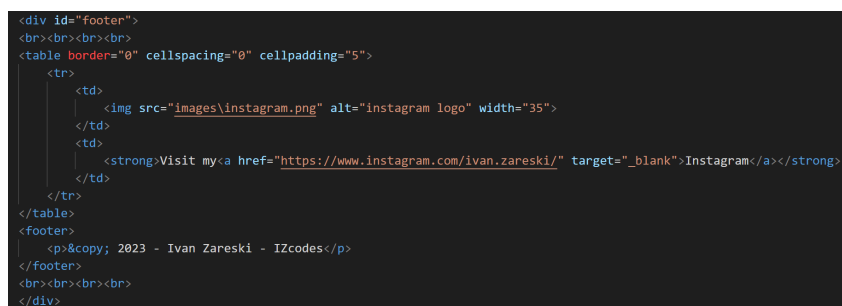 <div id="footer">
<br><br><br><br>
<table border="0" cellspacing="0" cellpadding="5">
<tr>
<td>
<img src="images\instagram.png" alt="instagram logo" width="35">
</td>
<td>
<strong>Visit my<a href="https://www.instagram.com/ivan.zareski/" target="_blank">Instagram</a></strong>
</td>
</tr>
</table>
<footer>
<p>&copy; 2023 - Ivan Zareski - IZcodes</p>
</footer>
<br><br><br><br>
</div>